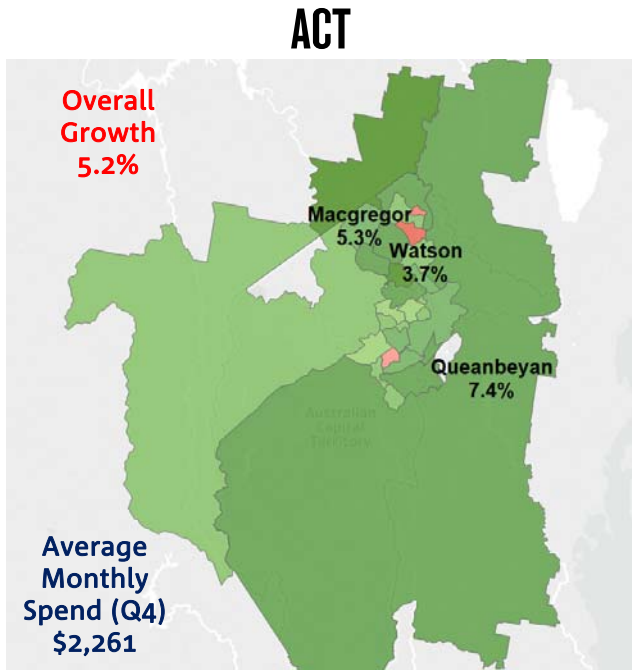 ACT
Overall
Growth
5.2%
Macgregor
5.3%
Watson
3.7%
Queanbeyan
7.4%
Australian
Capital
Territory
Average
Monthly
Spend (Q4)
$2,261